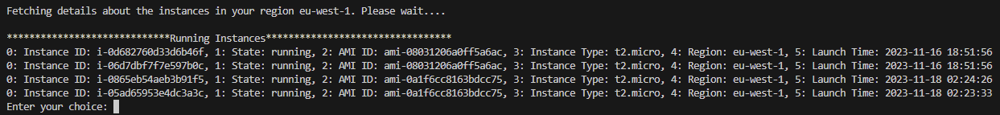 Fetching details about the instances in your region eu-west-1. Please wait....
*****************************Running Instances*********************************
0: Instance ID: i-0d682760d33d6b46f, 1: State: running, 2: AMI ID: ami-08031206a0ff5a6ac, 3: Instance Type: t2.micro, 4: Region: eu-west-1, 5: Launch Time: 2023-11-16 18:51:56
0: Instance ID: i-06d7dbf7f7e597b0c, 1: State: running, 2: AMI ID: ami-08031206a0ff5a6ac, 3: Instance Type: t2.micro, 4: Region: eu-west-1, 5: Launch Time: 2023-11-16 18:51:56
0: Instance ID: i-0865eb54aeb3b91f5, 1: State: running, 2: AMI ID: ami-0a1f6cc8163bdcc75, 3: Instance Type: t2.micro, 4: Region: eu-west-1, 5: Launch Time: 2023-11-18 02:24:26
0: Instance ID: i-05ad65953e4dc3a3c, 1: State: running, 2: AMI ID: ami-0a1f6cc8163bdcc75, 3: Instance Type: t2.micro, 4: Region: eu-west-1, 5: Launch Time: 2023-11-18 02:23:33
Enter your choice: